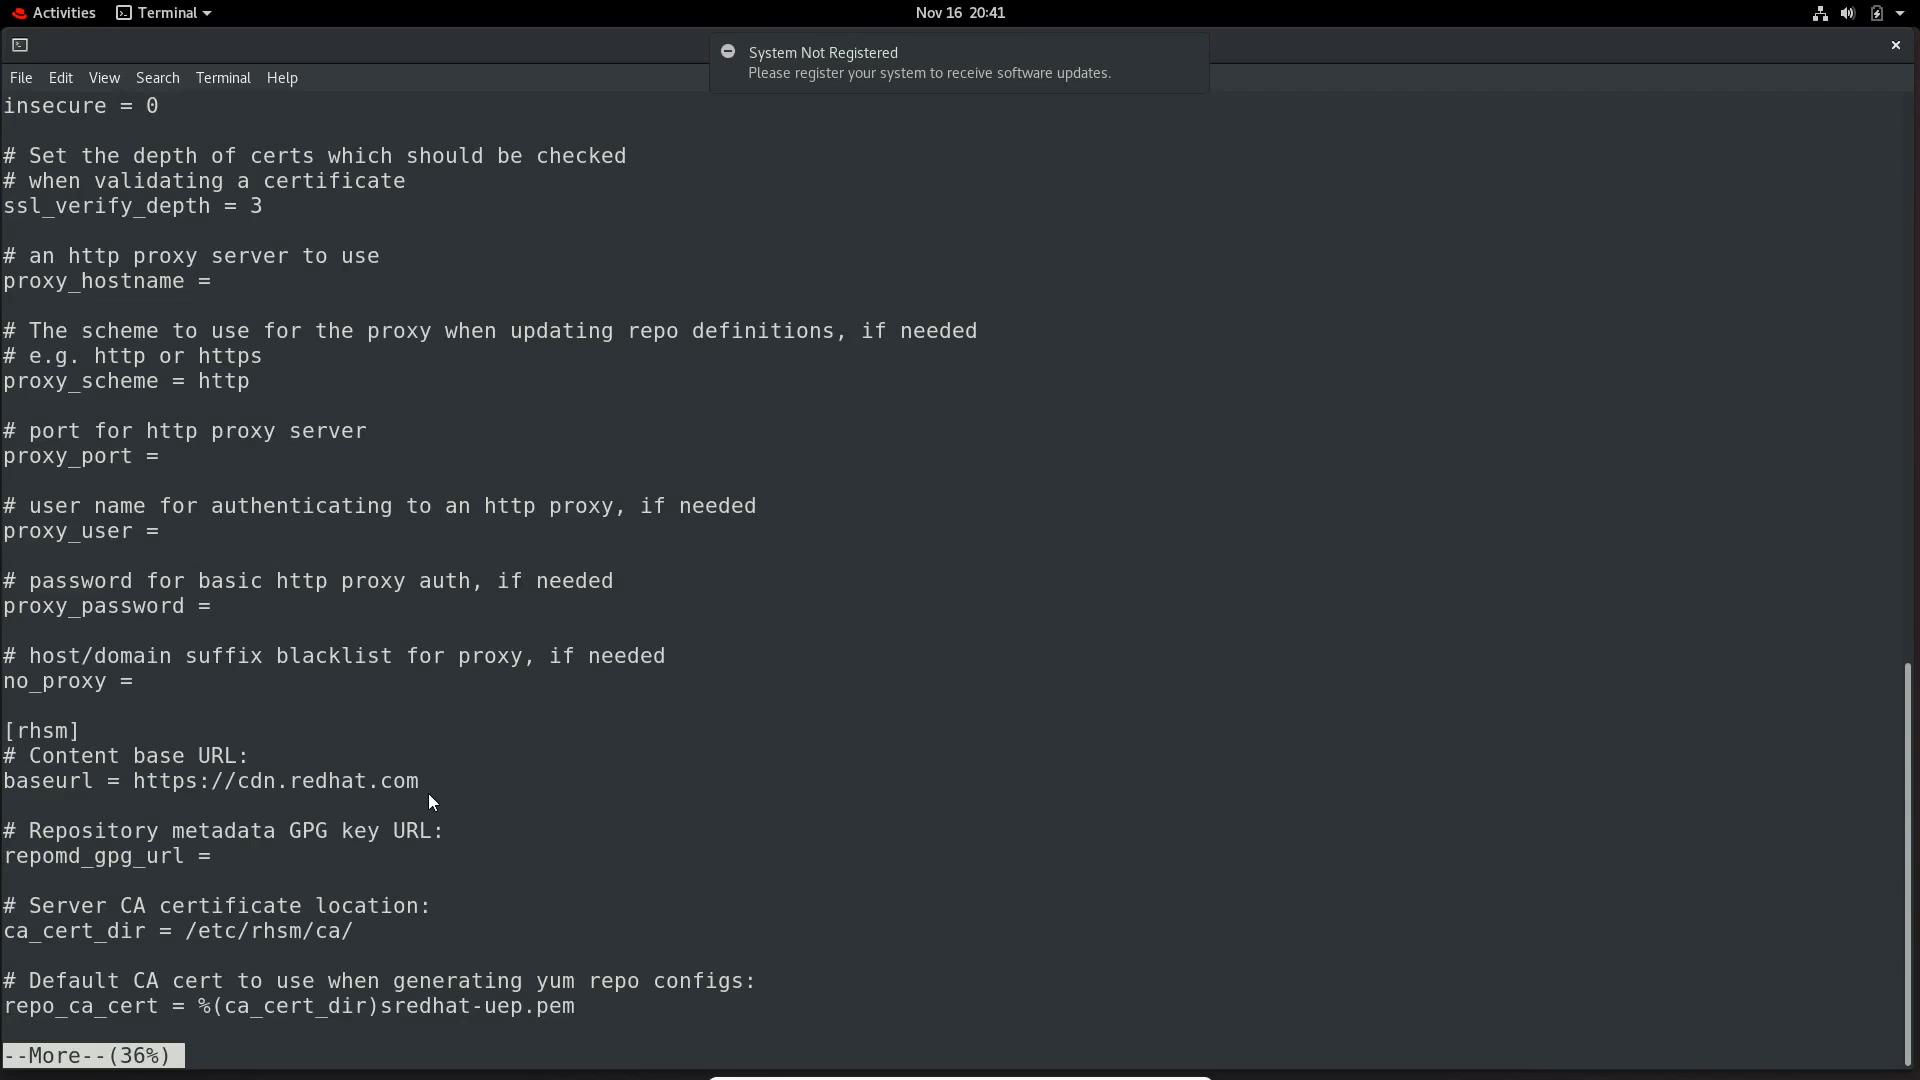 Activities Terminal Nov 16 20:41
System Not Registered
Please register your system to receive software updates.
File Edit View Search Terminal Help
insecure = 0
# Set the depth of certs which should be checked
# when validating a certificate
ssl_verify_depth = 3
# an http proxy server to use
proxy_hostname =
# The scheme to use for the proxy when updating repo definitions, if needed
# e.g. http or https
proxy_scheme = http
# port for http proxy server
proxy_port =
# user name for authenticating to an http proxy, if needed
proxy_user =
# password for basic http proxy auth, if needed
proxy_password =
# host/domain suffix blacklist for proxy, if needed
no_proxy =
[rhsm]
# Content base URL:
baseurl = https://cdn.redhat.com
# Repository metadata GPG key URL:
repomd_gpg_url =
# Server CA certificate location:
ca_cert_dir = /etc/rhsm/ca/
# Default CA cert to use when generating yum repo configs:
repo_ca_cert = %(ca_cert_dir)sredhat-uep.pem
--More--(36%)